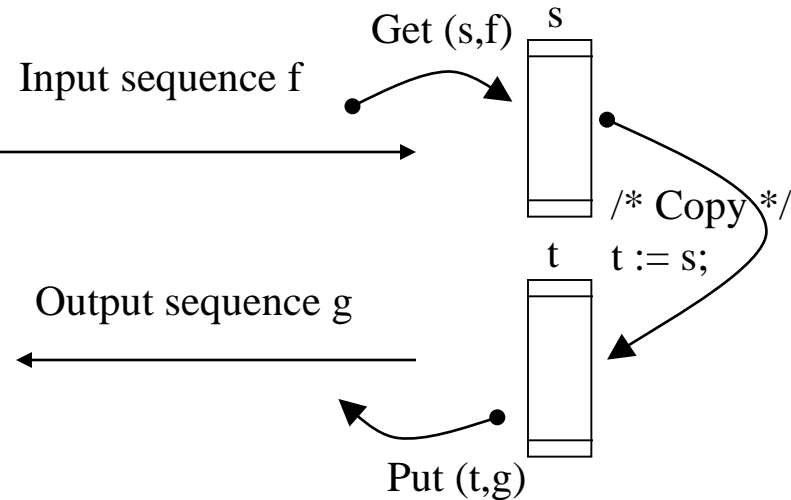 s
Get (s,f)
Input sequence f
/* Copy */
t
t := s;
Output sequence g
Put (t,g)